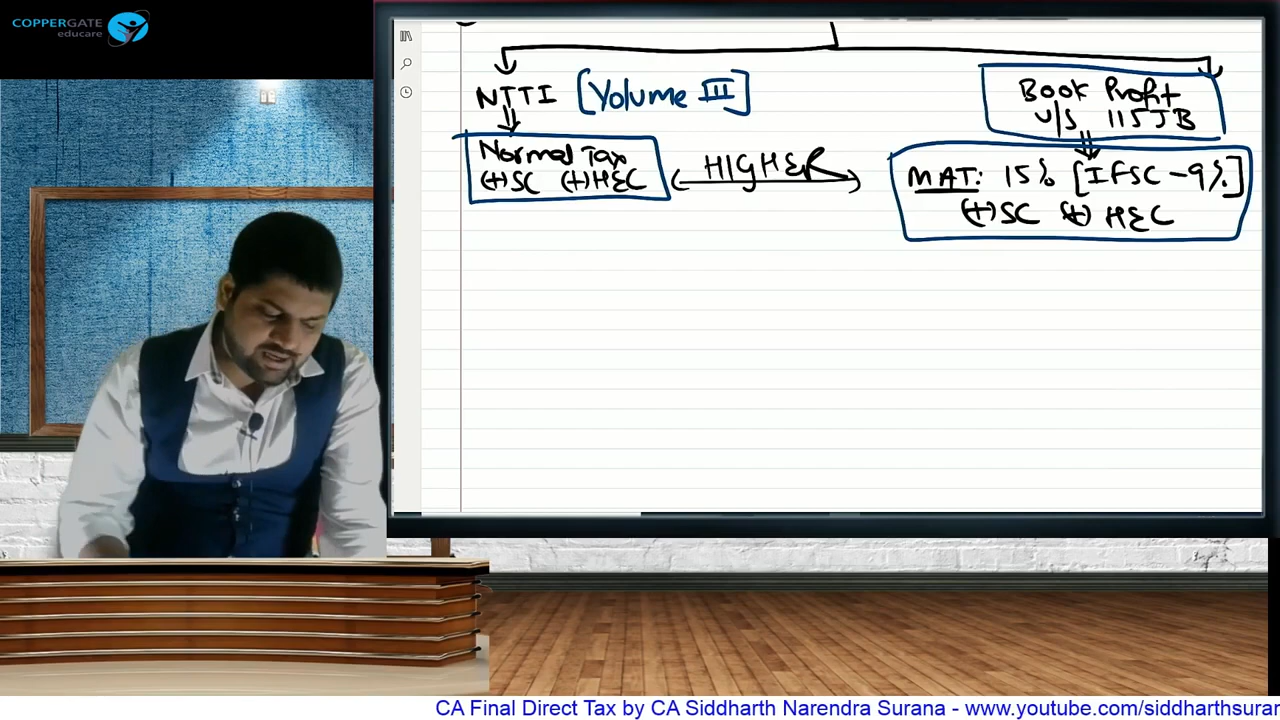 COPPERGATE
educare
NTTI [Volume III]
Book Profit
u/s 115JB
Normal Tax
(+)SC (+)HEC
HIGHER
MAT: 15% [IFSC-9%]
(+)SC (+) HEC
CA Final Direct Tax by CA Siddharth Narendra Surana - www.youtube.com/siddharthsuran